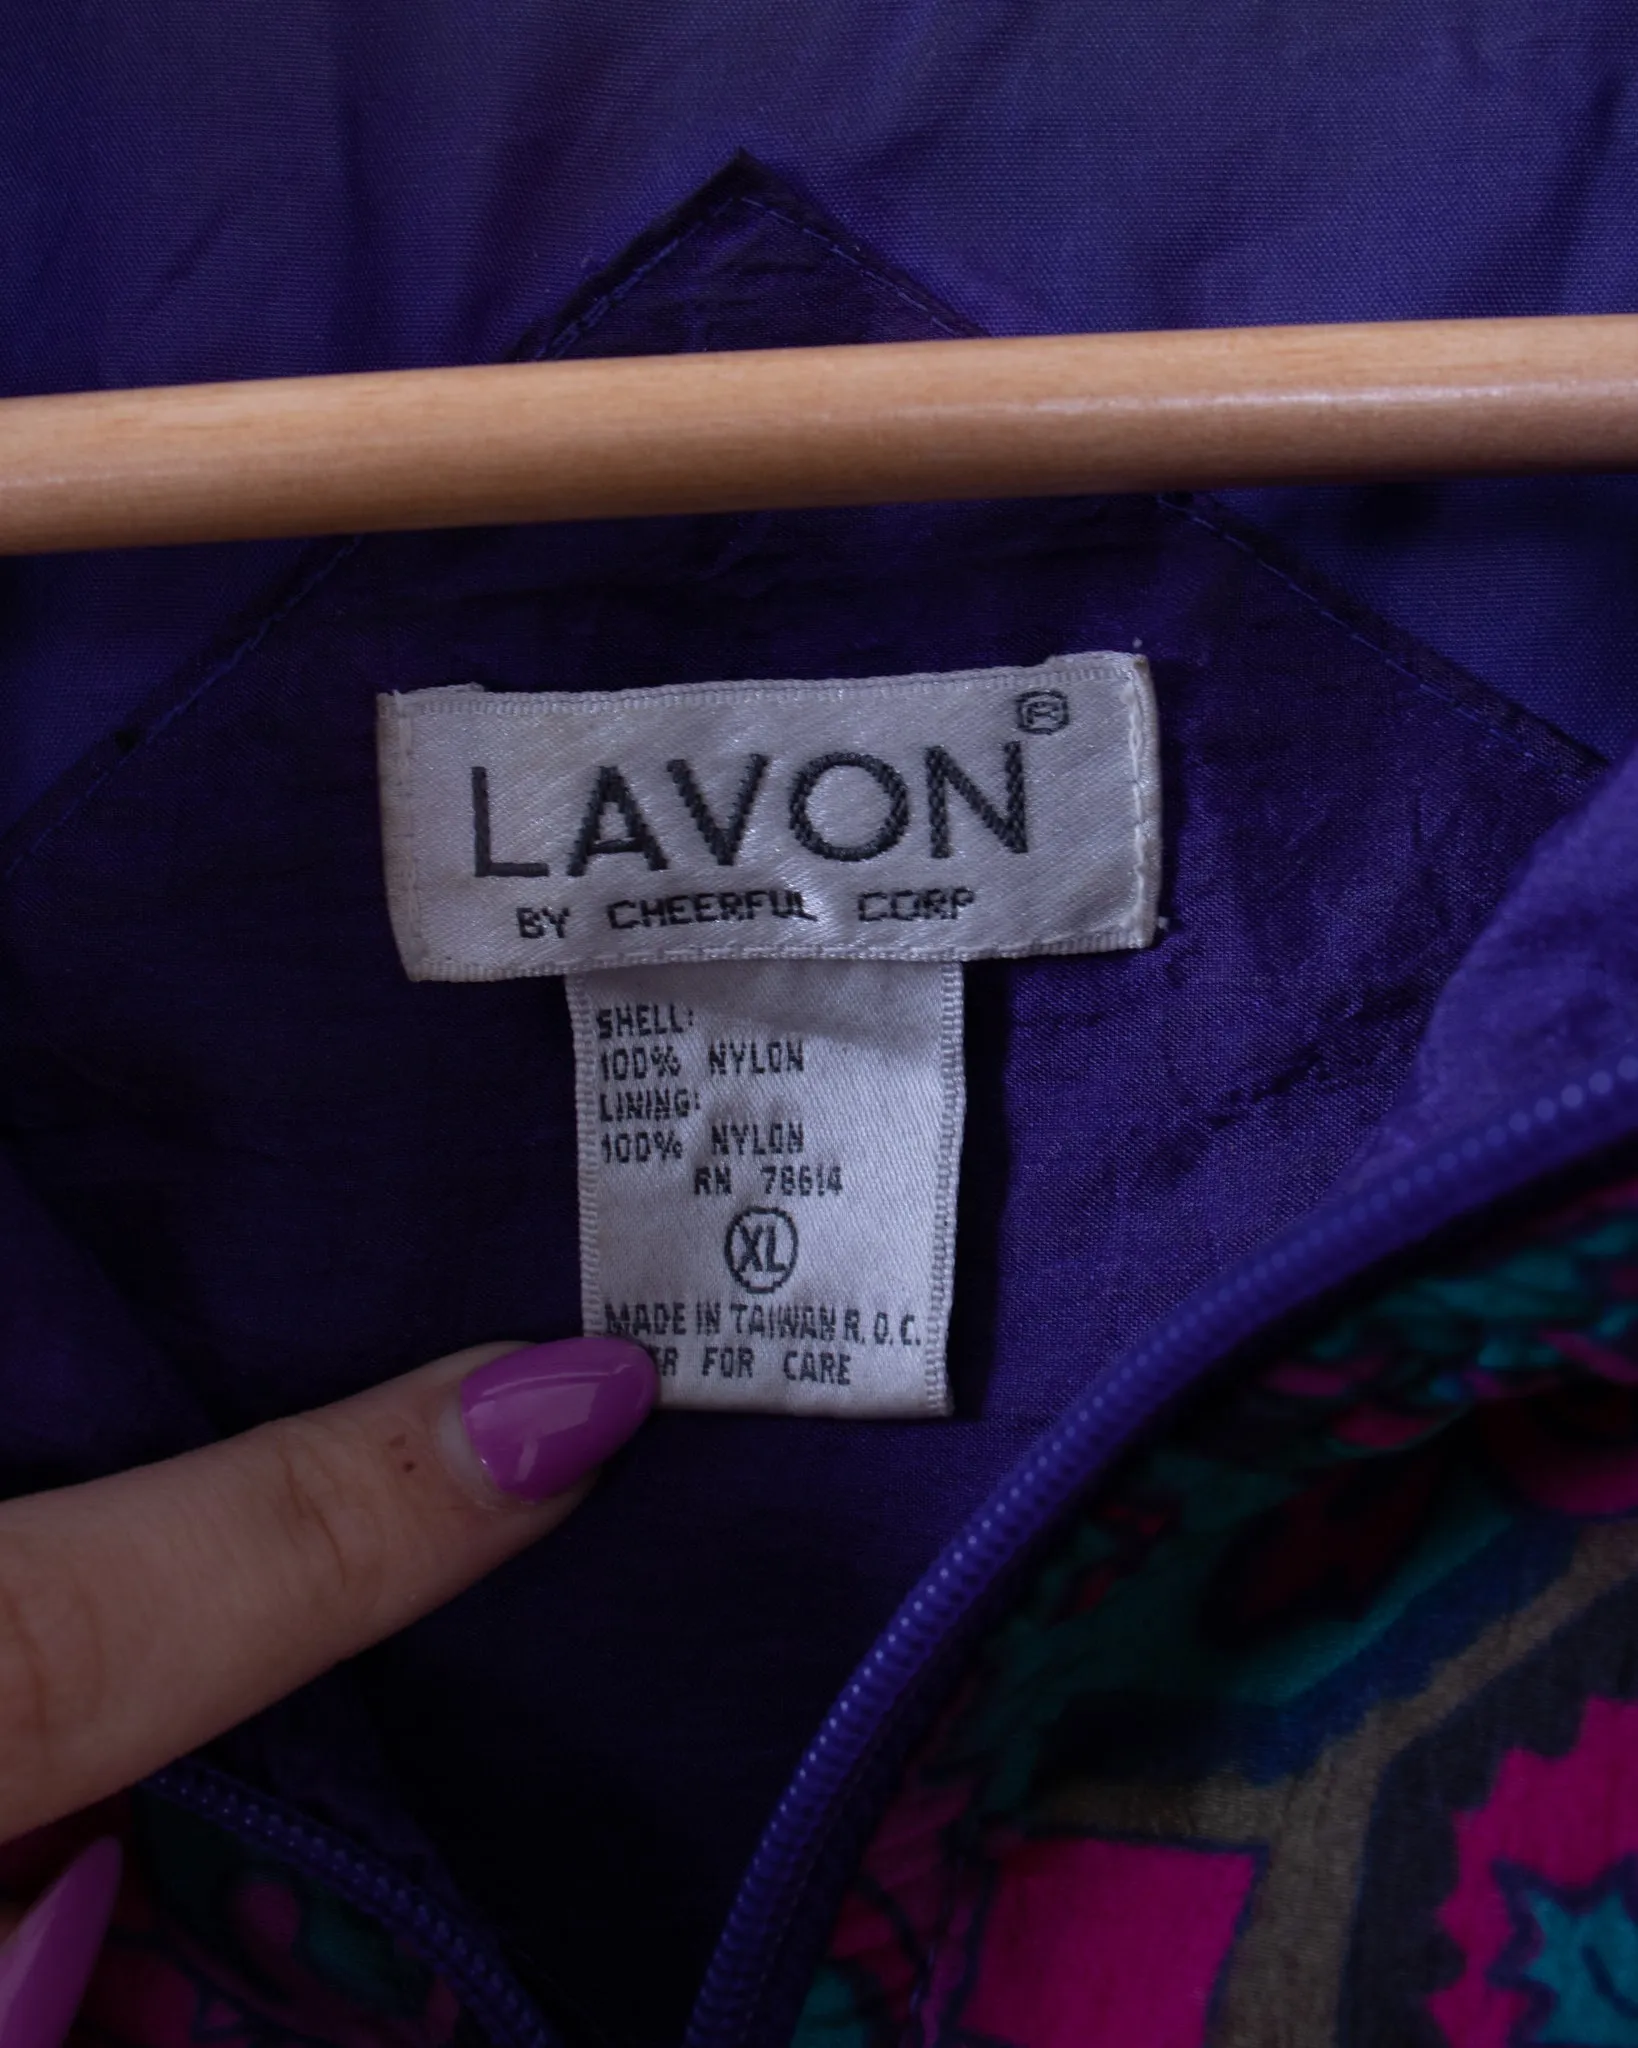 LAVON®
BY CHEERFUL CORP
SHELL:
100% NYLON
LINING:
100% NYLON
RN 78614
XL
MADE IN TAIWAN R.O.C.
FOR CARE